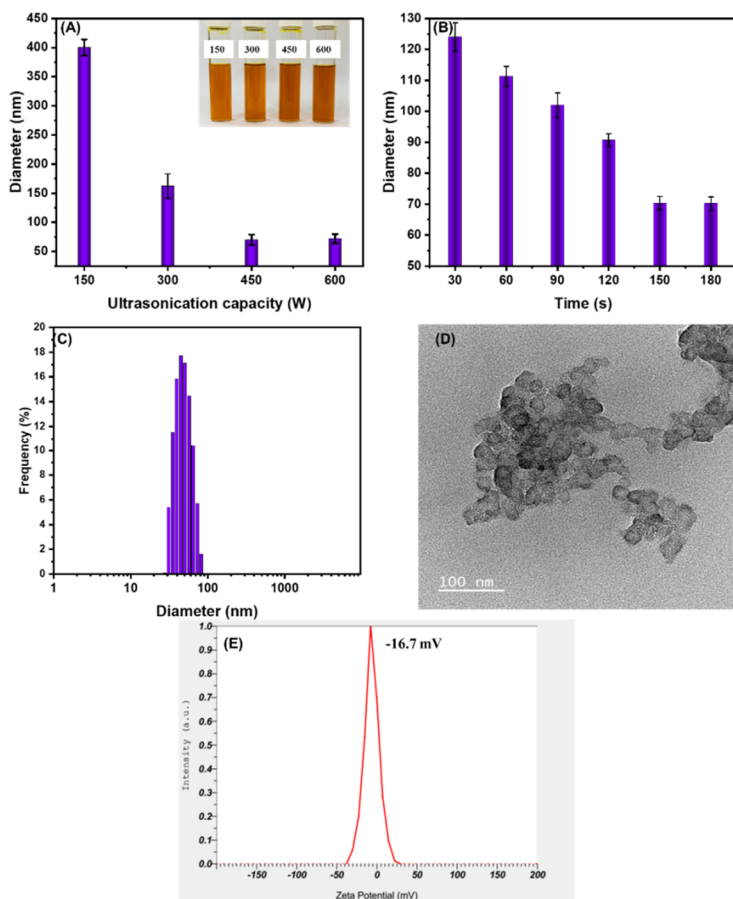 (A)
150 300 450 600
400
350
300
250
200
150
100
50
Diameter (nm)
150 300 450 600
Ultrasonication capacity (W)
(B)
130
120
110
100
90
80
70
60
50
Diameter (nm)
30 60 90 120 150 180
Time (s)
(C)
20
18
16
14
12
10
8
6
4
2
0
Frequency (%)
1 10 100 1000
Diameter (nm)
(D)
100 nm
(E)
-16.7 mV
1.0
0.9
0.8
0.7
0.6
0.5
0.4
0.3
0.2
0.1
0.0
Intensity (a.u.)
-150 -100 -50 0 50 100 150 200
Zeta Potential (mV)